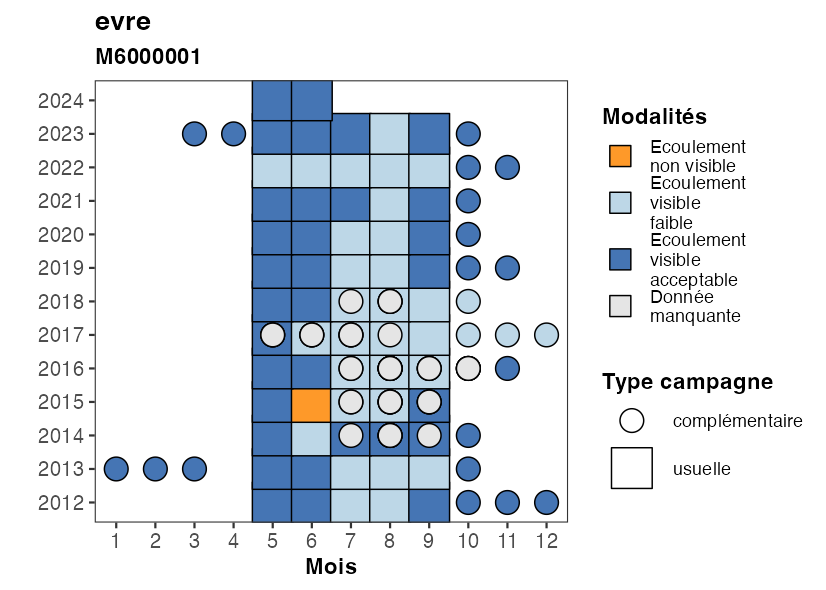 evre
M6000001
2024
2023
2022
2021
2020
2019
2018
2017
2016
2015
2014
2013
2012
1 2 3 4 5 6 7 8 9 10 11 12
Mois
Modalités
Ecoulement
non visible
Ecoulement
visible
faible
Ecoulement
visible
acceptable
Donnée
manquante
Type campagne
complémentaire
usuelle